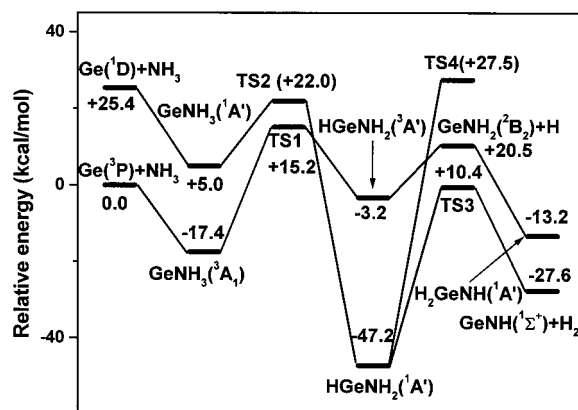 40
0
-40
Relative energy (kcal/mol)
Ge(¹D)+NH₃
+25.4
GeNH₃(¹A')
+5.0
TS2 (+22.0)
TS1
+15.2
Ge(³P)+NH₃
0.0
-17.4
GeNH₃(³A₁)
HGeNH₂(³A')
-3.2
-47.2
HGeNH₂(¹A')
TS4(+27.5)
GeNH₂(²B₂)+H
+20.5
+10.4
TS3
-13.2
H₂GeNH(¹A')
-27.6
GeNH(¹Σ⁺)+H₂